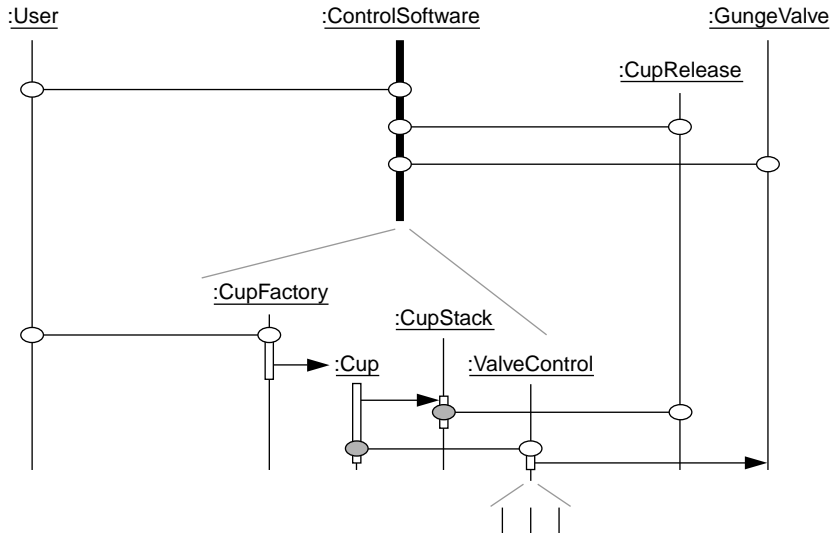 :User
:ControlSoftware
:GungeValve
:CupRelease
:CupFactory
:CupStack
:Cup
:ValveControl